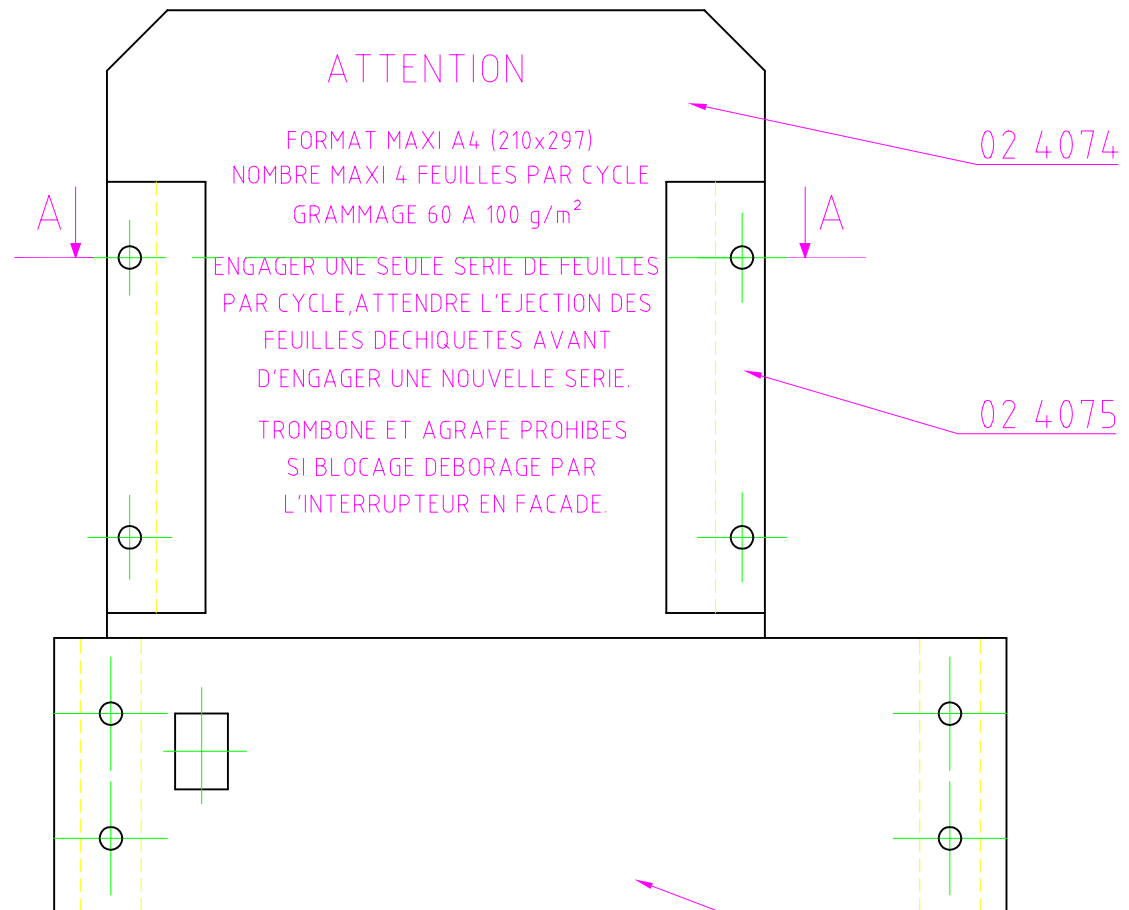 ATTENTION
FORMAT MAXI A4 (210x297)
NOMBRE MAXI 4 FEUILLES PAR CYCLE
GRAMMAGE 60 A 100 g/m²
ENGAGER UNE SEULE SERIE DE FEUILLES
PAR CYCLE,ATTENDRE L'EJECTION DES
FEUILLES DECHIQUETES AVANT
D'ENGAGER UNE NOUVELLE SERIE.
TROMBONE ET AGRAFE PROHIBES
SI BLOCAGE DEBORAGE PAR
L'INTERRUPTEUR EN FACADE.
A
A
02 4074
02 4075